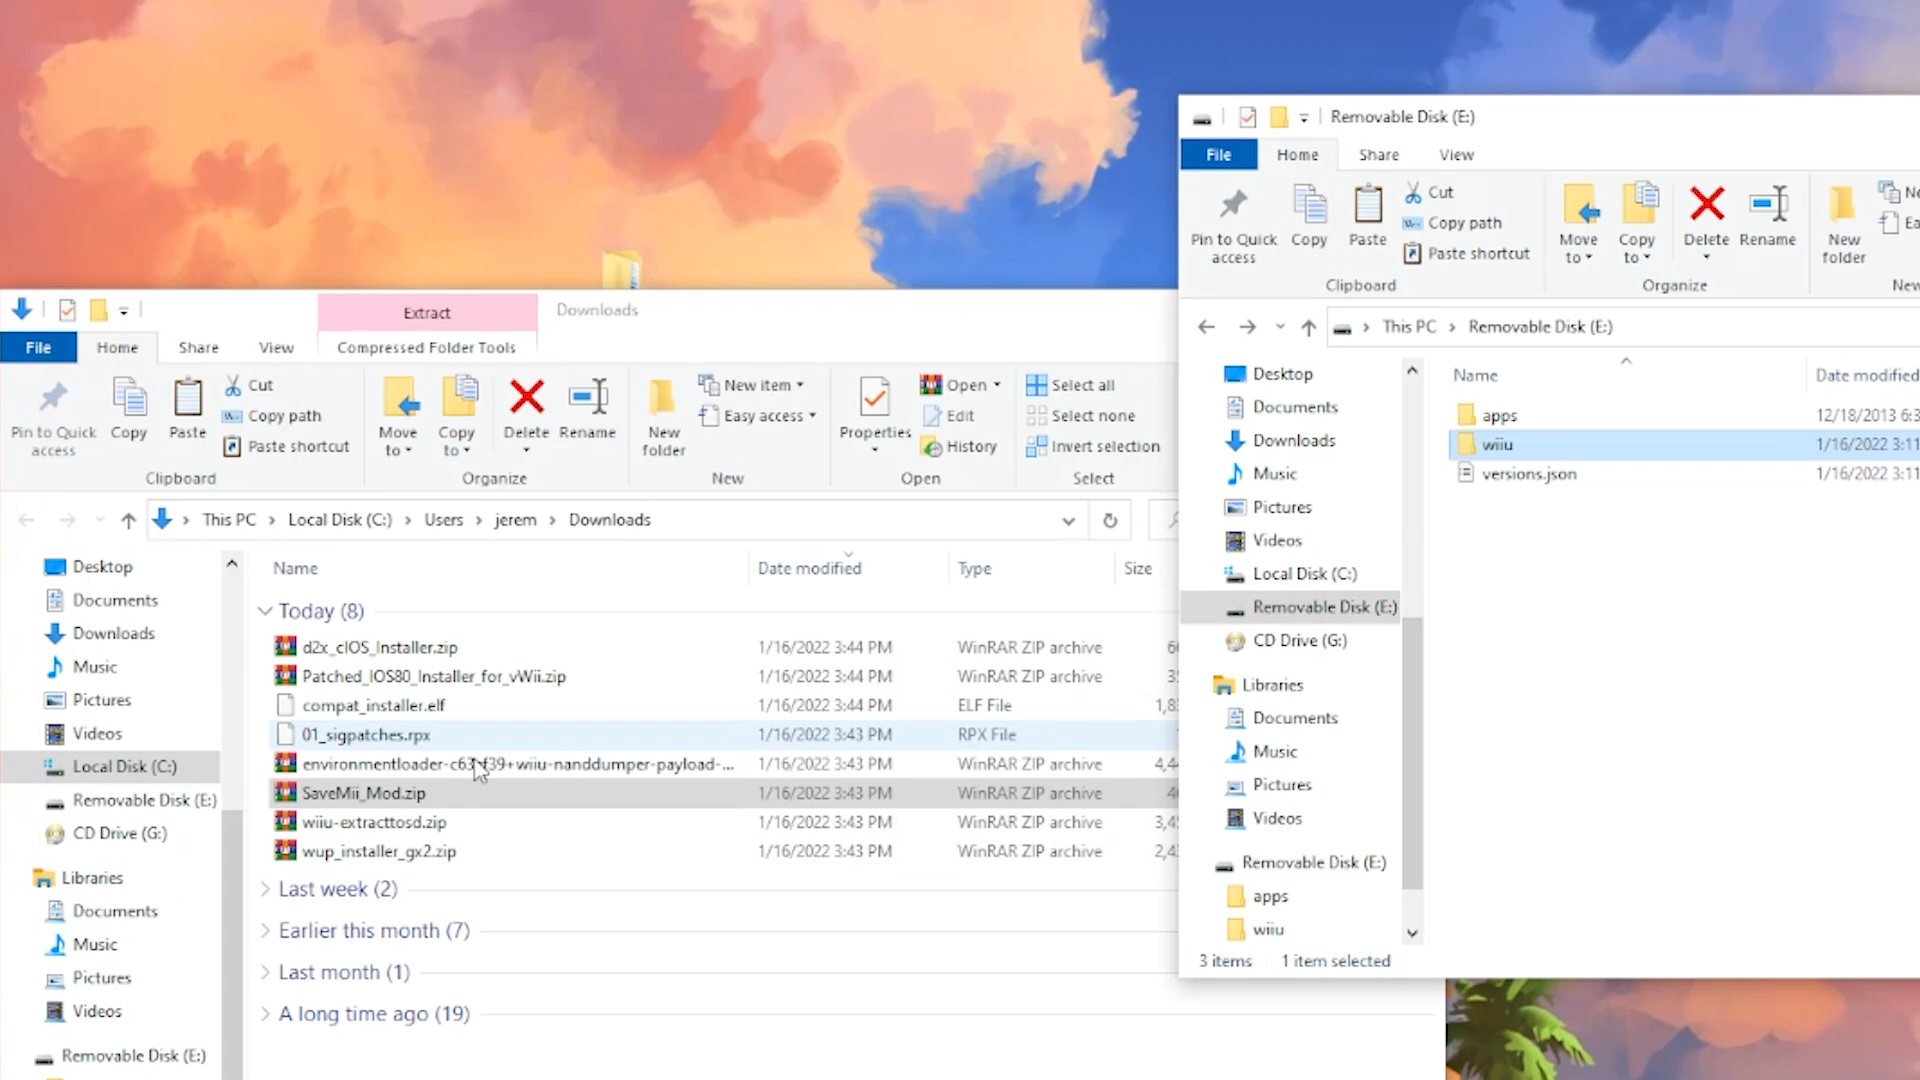 Removable Disk (E:)
File Home Share View
Pin to Quick access
Copy
Paste
Cut
Copy path
Paste shortcut
Move to
Copy to
Delete
Rename
New folder
Clipboard
Organize
This PC Removable Disk (E:)
Desktop
Documents
Downloads
Music
Pictures
Videos
Local Disk (C:)
Removable Disk (E:)
CD Drive (G:)
Libraries
Documents
Music
Pictures
Videos
Removable Disk (E:)
apps
wiiu
Name Date modified
apps 12/18/2013 6:3
wiiu 1/16/2022 3:11
versions.json 1/16/2022 3:11
3 items 1 item selected
Extract Downloads
File Home Share View Compressed Folder Tools
Pin to Quick access
Copy
Paste
Cut
Copy path
Paste shortcut
Move to
Copy to
Delete
Rename
New folder
New item
Easy access
Properties
Open
Edit
History
Select all
Select none
Invert selection
Clipboard
Organize
New
Open
Select
This PC Local Disk (C:) Users jerem Downloads
Desktop
Documents
Downloads
Music
Pictures
Videos
Local Disk (C:)
Removable Disk (E:)
CD Drive (G:)
Libraries
Documents
Music
Pictures
Videos
Removable Disk (E:)
Name Date modified Type Size
Today (8)
d2x_cIOS_Installer.zip 1/16/2022 3:44 PM WinRAR ZIP archive
Patched_IOS80_Installer_for_vWii.zip 1/16/2022 3:44 PM WinRAR ZIP archive
compat_installer.elf 1/16/2022 3:44 PM ELF File
01_sigpatches.rpx 1/16/2022 3:43 PM RPX File
1/16/2022 3:43 PM WinRAR ZIP archive
SaveMii_Mod.zip 1/16/2022 3:43 PM WinRAR ZIP archive
wiiu-extracttosd.zip 1/16/2022 3:43 PM WinRAR ZIP archive
wup_installer_gx2.zip 1/16/2022 3:43 PM WinRAR ZIP archive
Last week (2)
Earlier this month (7)
Last month (1)
A long time ago (19)